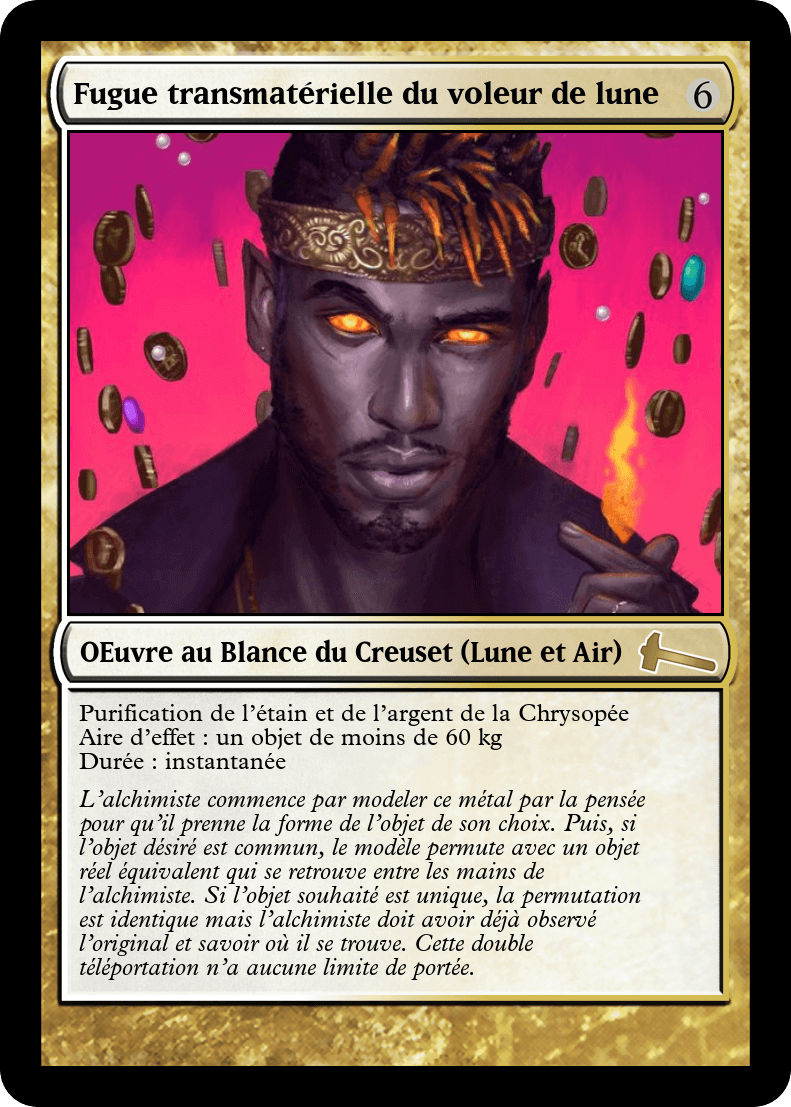 Fugue transmatérielle du voleur de lune 6
OEuvre au Blance du Creuset (Lune et Air)
Purification de l'étain et de l'argent de la Chrysopée
Aire d'effet : un objet de moins de 60 kg
Durée : instantanée
L'alchimiste commence par modeler ce métal par la pensée
pour qu'il prenne la forme de l'objet de son choix. Puis, si
l'objet désiré est commun, le modèle permute avec un objet
réel équivalent qui se retrouve entre les mains de
l'alchimiste. Si l'objet souhaité est unique, la permutation
est identique mais l'alchimiste doit avoir déjà observé
l'original et savoir où il se trouve. Cette double
téléportation n'a aucune limite de portée.